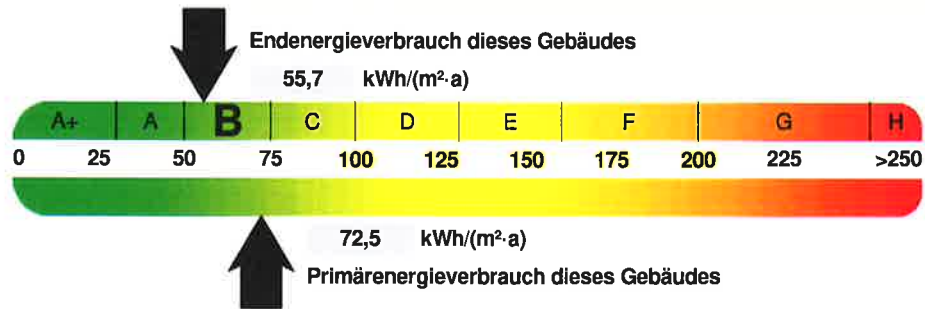 Endenergieverbrauch dieses Gebäudes
55,7 kWh/(m²·a)
A+ A B C D E F G H
0 25 50 75 100 125 150 175 200 225 >250
72,5 kWh/(m²·a)
Primärenergieverbrauch dieses Gebäudes